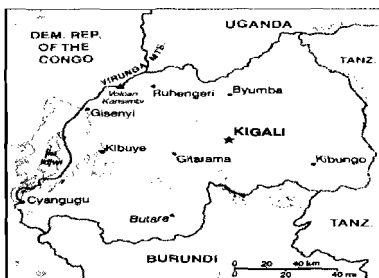 UGANDA
DEM. REP.
OF THE
CONGO
TANZ.
VIRUNGA MTS.
Volcan
Karisimbi
Ruhengeri
Byumba
Gisenyi
KIGALI
Kibuye
Gitarama
Kibungo
Cyangugu
Butare
TANZ.
BURUNDI
0 20 40 km
0 20 40 mi